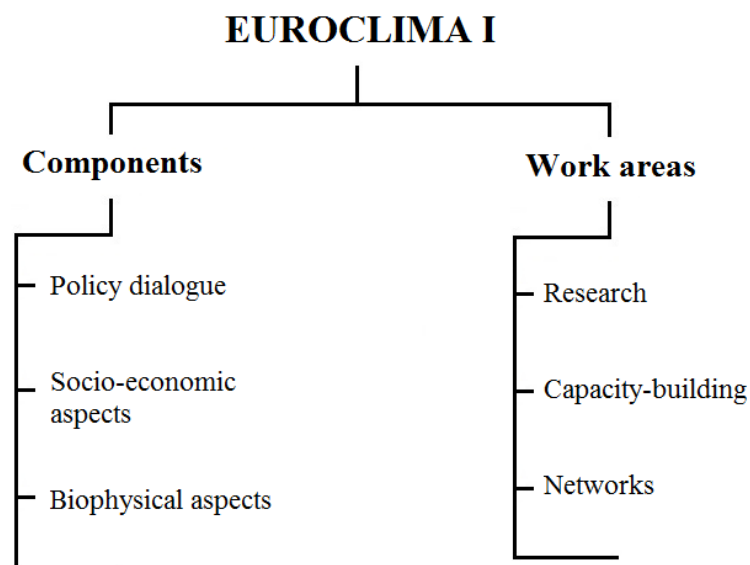 EUROCLIMA I
Components
Policy dialogue
Socio-economic
aspects
Biophysical aspects
Work areas
Research
Capacity-building
Networks